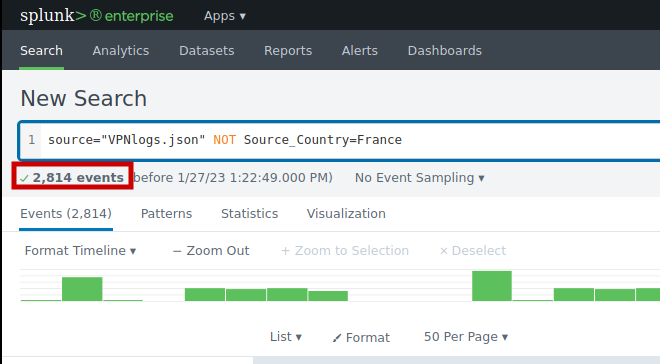 splunk>®enterprise Apps ▾
Search Analytics Datasets Reports Alerts Dashboards
New Search
1 source="VPNlogs.json" NOT Source_Country=France
✓ 2,814 events (before 1/27/23 1:22:49.000 PM) No Event Sampling ▾
Events (2,814) Patterns Statistics Visualization
Format Timeline ▾ − Zoom Out + Zoom to Selection × Deselect
List ▾ Format 50 Per Page ▾